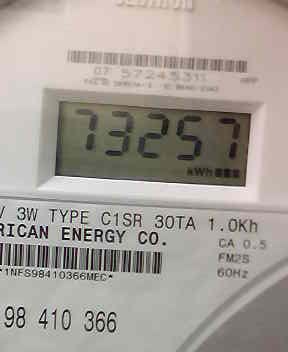 07 57245311
73257
kWh
V 3W TYPE C1SR 30TA 1.0Kh
RICAN ENERGY CO.
CA 0.5
FM2S
60Hz
*1NFS98410366MEC*
98 410 366